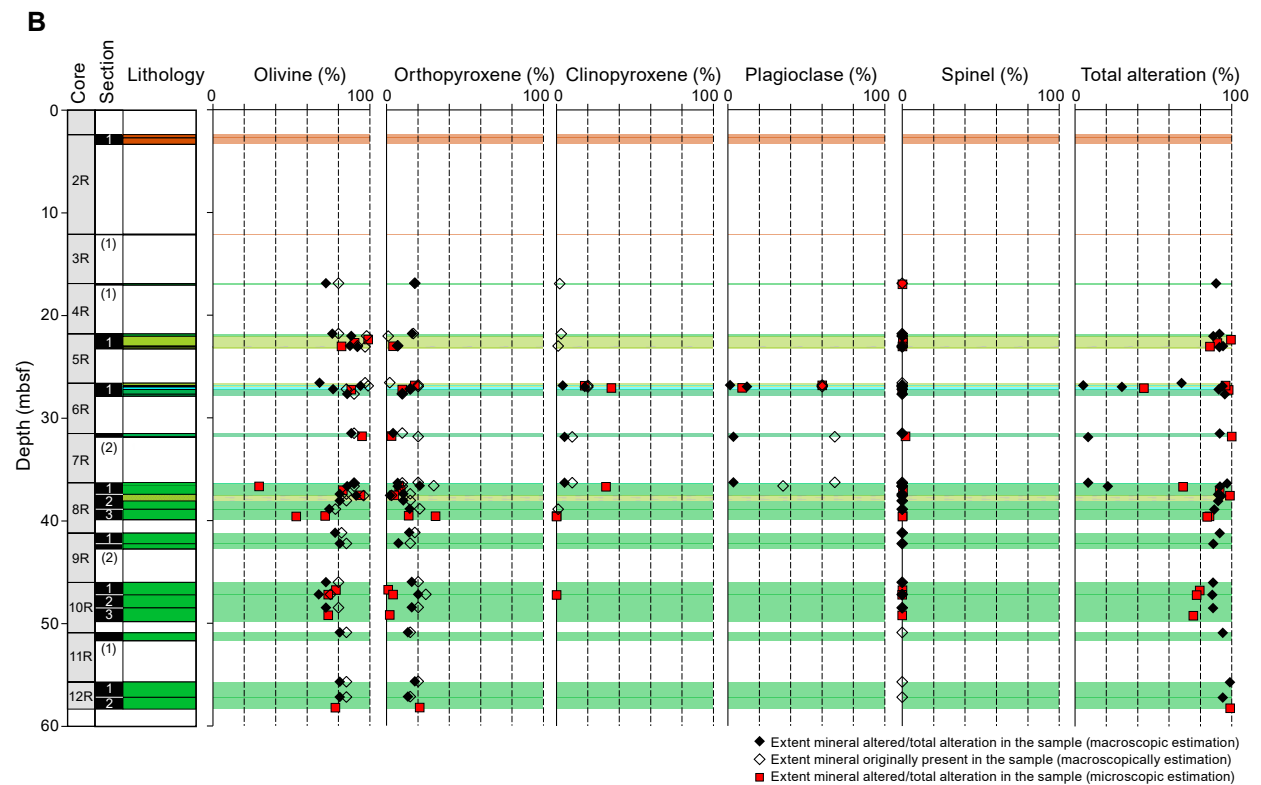 B
Core
Section
Lithology
Olivine (%)
Orthopyroxene (%)
Clinopyroxene (%)
Plagioclase (%)
Spinel (%)
Total alteration (%)
0 100 0 100 0 100 0 100 0 100 0 100
Depth (mbsf)
0
10
20
30
40
50
60
2R
3R
4R
5R
6R
7R
8R
9R
10R
11R
12R
1
(1)
(1)
1
1
(2)
1
2
3
1
(2)
1
2
3
(1)
1
2
Extent mineral altered/total alteration in the sample (macroscopic estimation)
Extent mineral originally present in the sample (macroscopically estimation)
Extent mineral altered/total alteration in the sample (microscopic estimation)